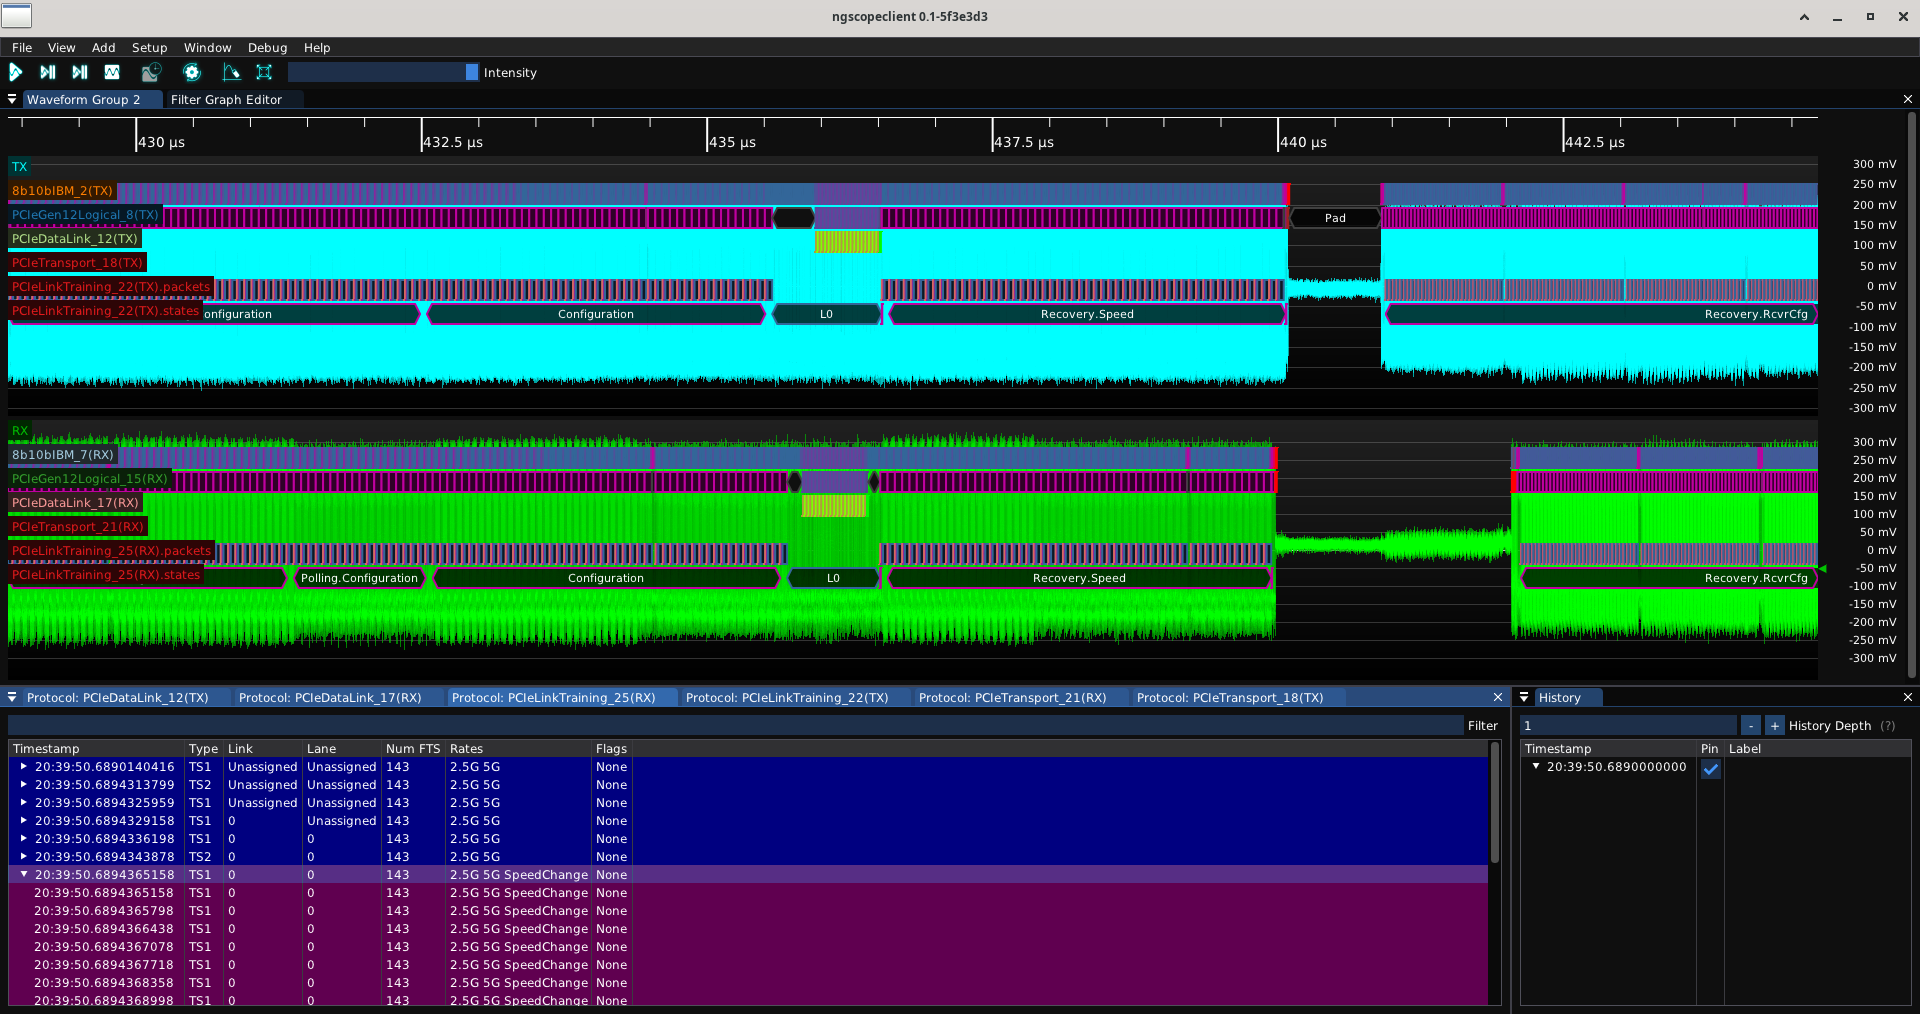 ngscopeclient 0.1-5f3e3d3
File View Add Setup Window Debug Help
Intensity
Waveform Group 2 Filter Graph Editor
430 µs 432.5 µs 435 µs 437.5 µs 440 µs 442.5 µs
TX
300 mV
8b10bIBM_2(TX)
250 mV
200 mV
PCIeGen12Logical_8(TX) Pad
150 mV
PCIeDataLink_12(TX)
100 mV
PCIeTransport_18(TX)
50 mV
PCIeLinkTraining_22(TX).packets
0 mV
-50 mV
PCIeLinkTraining_22(TX).states onfiguration Configuration L0 Recovery.Speed Recovery.RcvrCfg
-100 mV
-150 mV
-200 mV
-250 mV
-300 mV
RX
300 mV
8b10bIBM_7(RX)
250 mV
PCIeGen12Logical_15(RX)
200 mV
150 mV
PCIeDataLink_17(RX)
100 mV
PCIeTransport_21(RX)
50 mV
PCIeLinkTraining_25(RX).packets
0 mV
-50 mV
PCIeLinkTraining_25(RX).states Polling.Configuration Configuration L0 Recovery.Speed Recovery.RcvrCfg
-100 mV
-150 mV
-200 mV
-250 mV
-300 mV
Protocol: PCIeDataLink_12(TX) Protocol: PCIeDataLink_17(RX) Protocol: PCIeLinkTraining_25(RX) Protocol: PCIeLinkTraining_22(TX) Protocol: PCIeTransport_21(RX) Protocol: PCIeTransport_18(TX)
Filter
Timestamp Type Link Lane Num FTS Rates Flags
20:39:50.6890140416 TS1 Unassigned Unassigned 143 2.5G 5G None
20:39:50.6894313799 TS2 Unassigned Unassigned 143 2.5G 5G None
20:39:50.6894325959 TS1 Unassigned Unassigned 143 2.5G 5G None
20:39:50.6894329158 TS1 0 Unassigned 143 2.5G 5G None
20:39:50.6894336198 TS1 0 0 143 2.5G 5G None
20:39:50.6894343878 TS2 0 0 143 2.5G 5G None
20:39:50.6894365158 TS1 0 0 143 2.5G 5G SpeedChange None
20:39:50.6894365158 TS1 0 0 143 2.5G 5G SpeedChange None
20:39:50.6894365798 TS1 0 0 143 2.5G 5G SpeedChange None
20:39:50.6894366438 TS1 0 0 143 2.5G 5G SpeedChange None
20:39:50.6894367078 TS1 0 0 143 2.5G 5G SpeedChange None
20:39:50.6894367718 TS1 0 0 143 2.5G 5G SpeedChange None
20:39:50.6894368358 TS1 0 0 143 2.5G 5G SpeedChange None
20:39:50.6894368998 TS1 0 0 143 2.5G 5G SpeedChange None
History
1 - + History Depth (?)
Timestamp Pin Label
20:39:50.6890000000